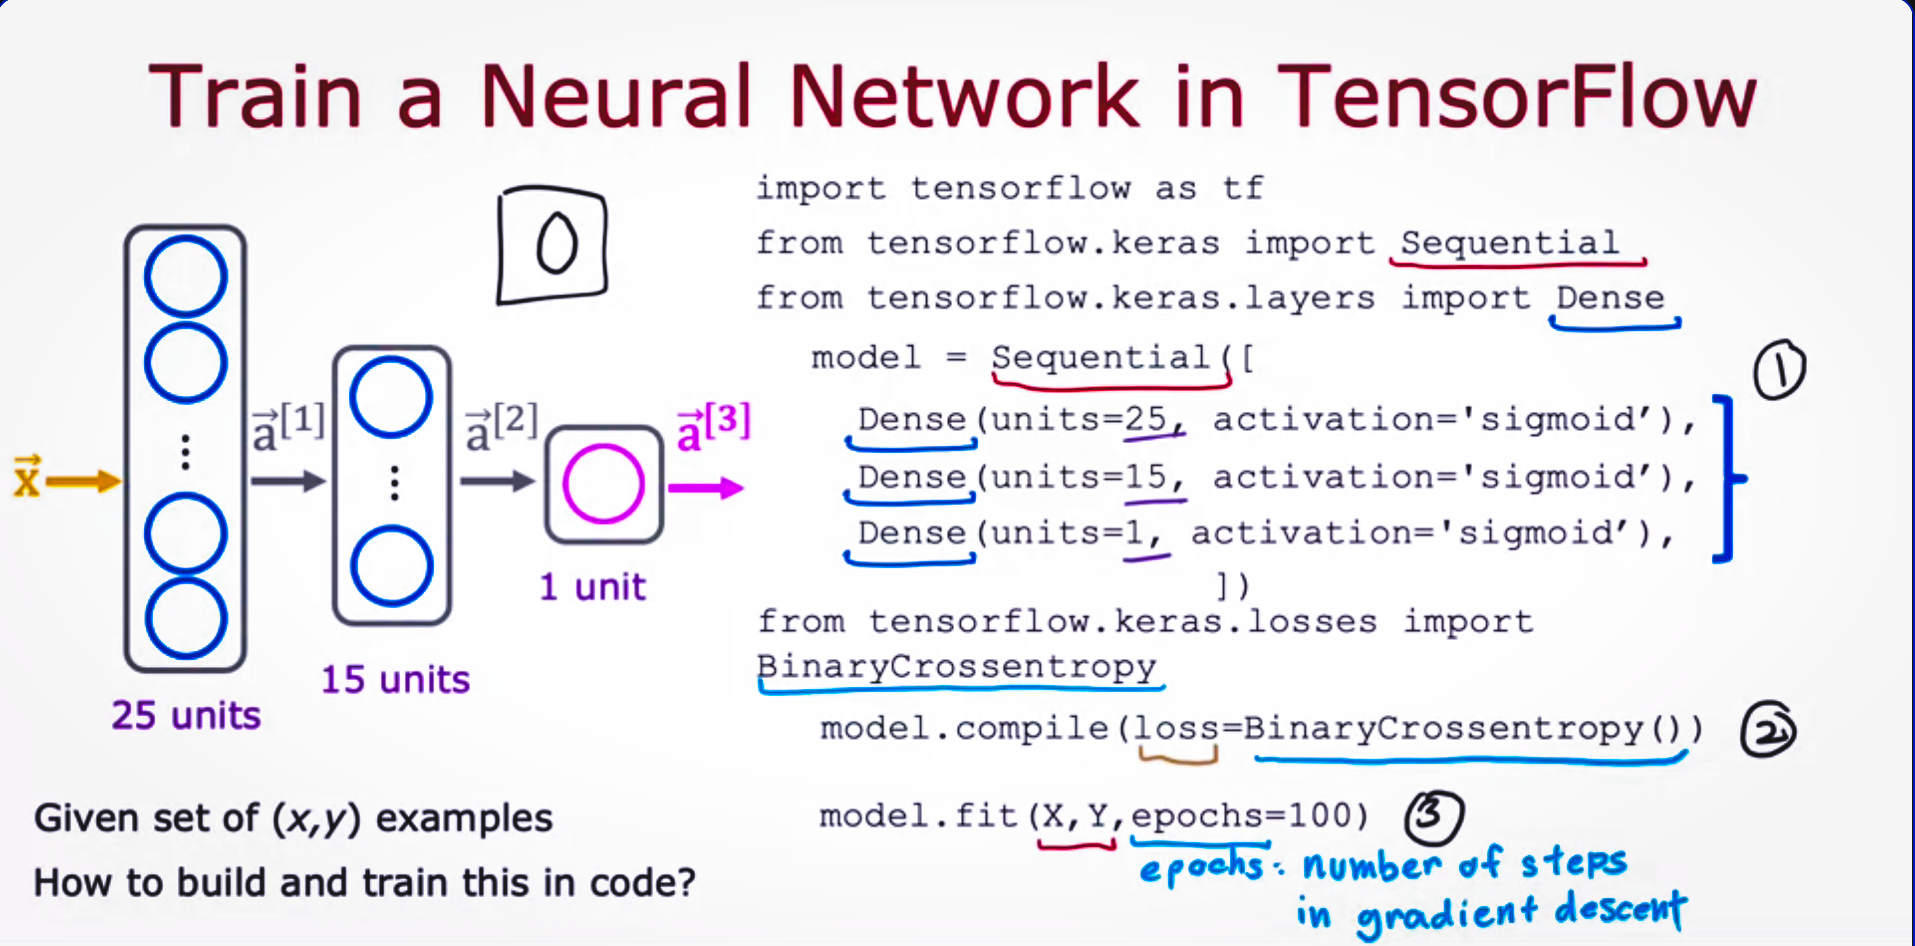 Train a Neural Network in TensorFlow
0
x⃗
a⃗[1]
a⃗[2]
a⃗[3]
25 units
15 units
1 unit
Given set of (x,y) examples
How to build and train this in code?
import tensorflow as tf
from tensorflow.keras import Sequential
from tensorflow.keras.layers import Dense
model = Sequential([
Dense(units=25, activation='sigmoid’),
Dense(units=15, activation='sigmoid’),
Dense(units=1, activation='sigmoid’),
])
1
from tensorflow.keras.losses import
BinaryCrossentropy
model.compile(loss=BinaryCrossentropy()) 2
model.fit(X,Y,epochs=100) 3
epochs: number of steps
in gradient descent